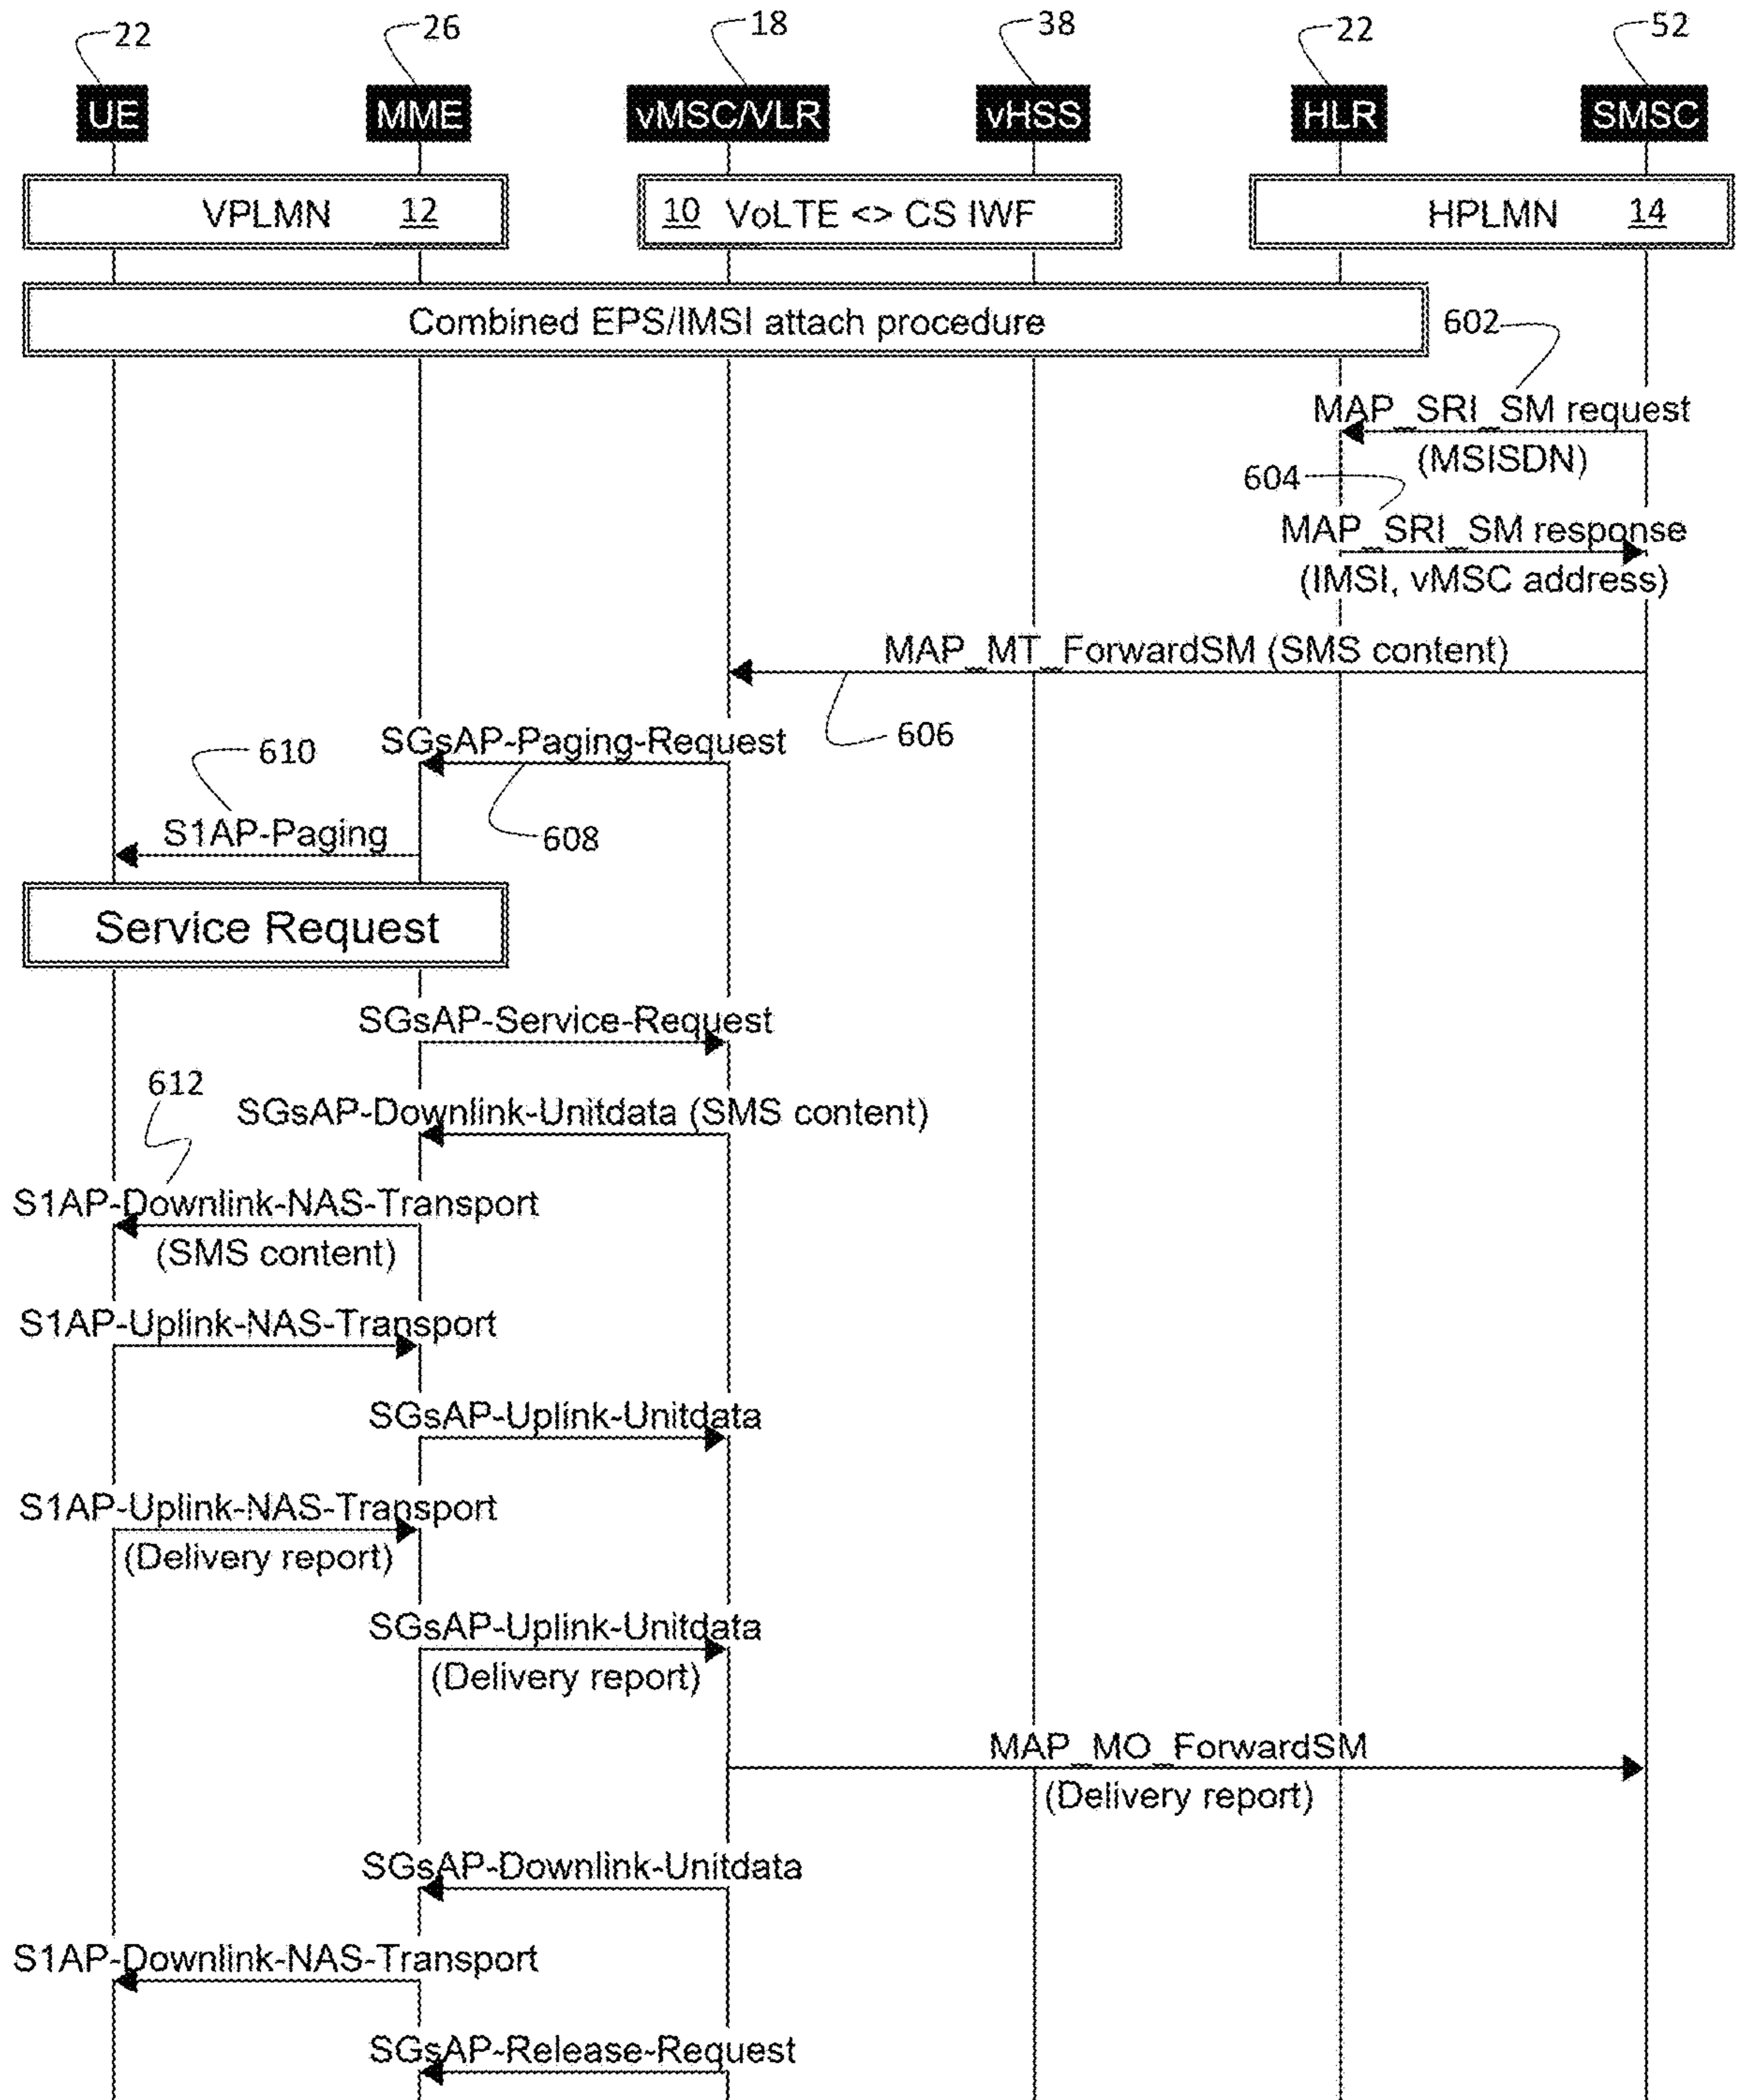 22 26 18 38 22 52
UE MME vMSC/VLR vHSS HLR SMSC
VPLMN 12 10 VoLTE <> CS IWF HPLMN 14
Combined EPS/IMSI attach procedure
602
MAP_SRI_SM request
(MSISDN)
604
MAP_SRI_SM response
(IMSI, vMSC address)
MAP_MT_ForwardSM (SMS content)
606
SGsAP-Paging-Request
610
608
S1AP-Paging
Service Request
SGsAP-Service-Request
612
SGsAP-Downlink-Unitdata (SMS content)
S1AP-Downlink-NAS-Transport
(SMS content)
S1AP-Uplink-NAS-Transport
SGsAP-Uplink-Unitdata
S1AP-Uplink-NAS-Transport
(Delivery report)
SGsAP-Uplink-Unitdata
(Delivery report)
MAP_MO_ForwardSM
(Delivery report)
SGsAP-Downlink-Unitdata
S1AP-Downlink-NAS-Transport
SGsAP-Release-Request